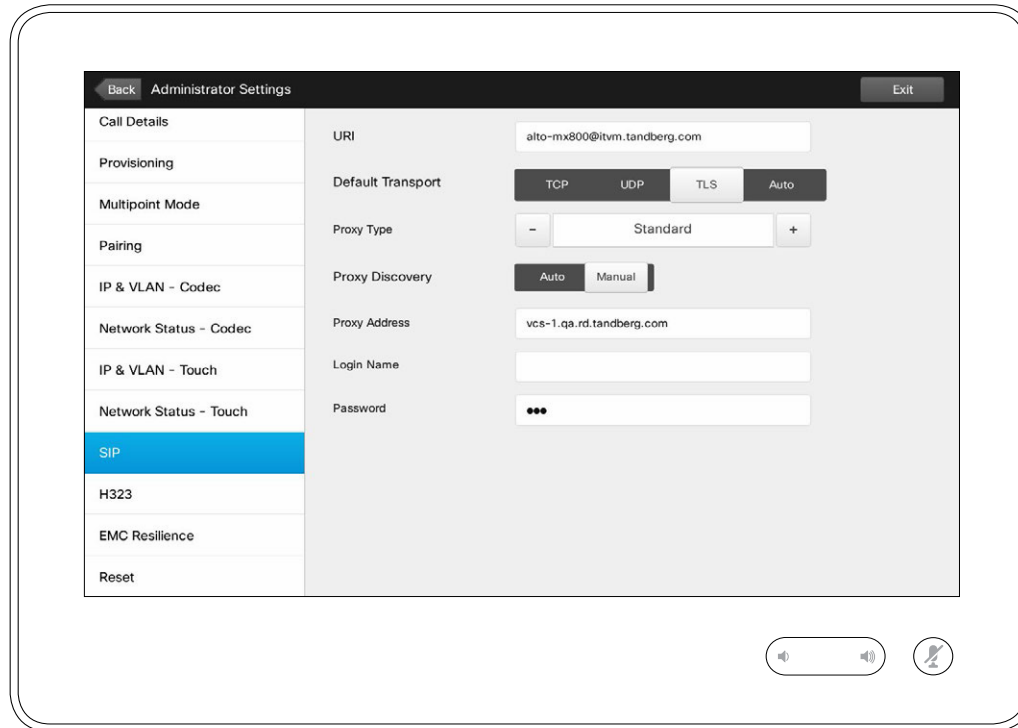 Back Administrator Settings Exit
Call Details
Provisioning
Multipoint Mode
Pairing
IP & VLAN - Codec
Network Status - Codec
IP & VLAN - Touch
Network Status - Touch
SIP
H323
EMC Resilience
Reset
URI alto-mx800@itvm.tandberg.com
Default Transport TCP UDP TLS Auto
Proxy Type - Standard +
Proxy Discovery Auto Manual
Proxy Address vcs-1.qa.rd.tandberg.com
Login Name
Password •••